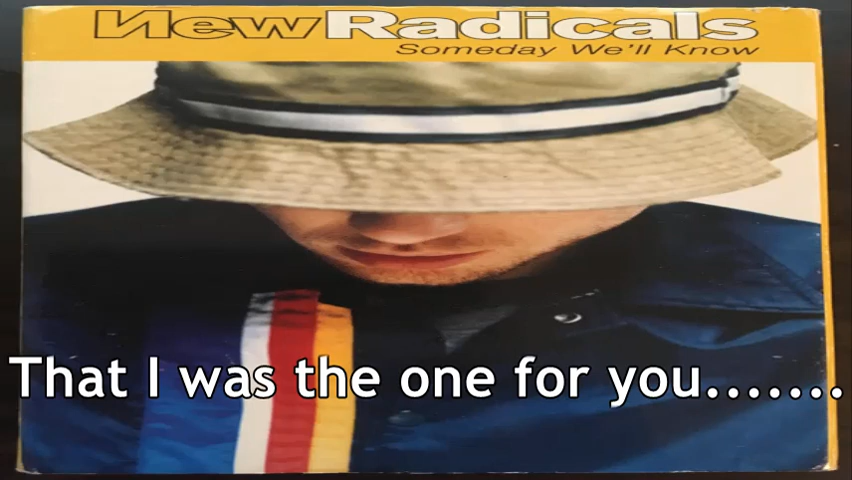 New Radicals
Someday We'll Know
That I was the one for you.......